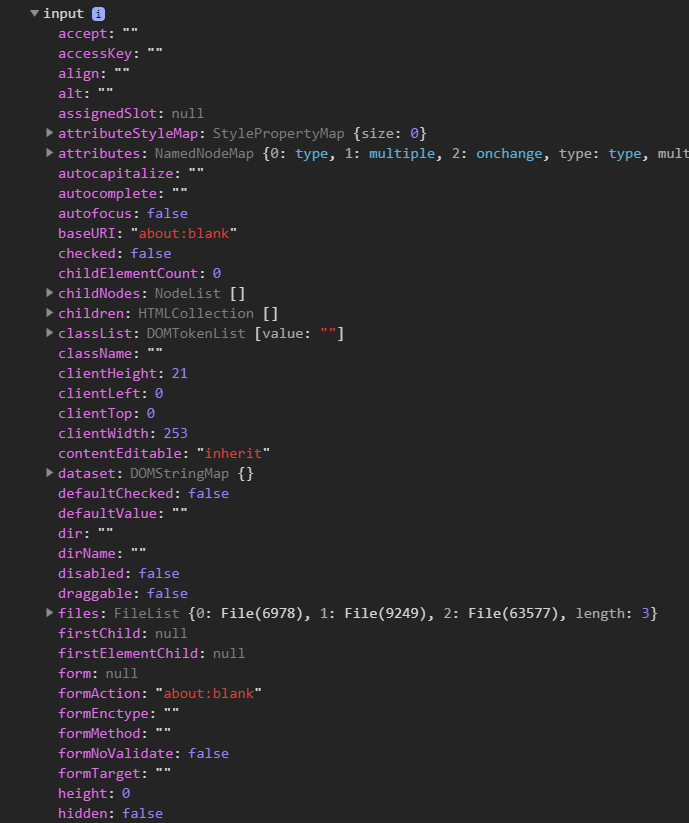 input i
accept: ""
accessKey: ""
align: ""
alt: ""
assignedSlot: null
attributeStyleMap: StylePropertyMap {size: 0}
attributes: NamedNodeMap {0: type, 1: multiple, 2: onchange, type: type, mult
autocapitalize: ""
autocomplete: ""
autofocus: false
baseURI: "about:blank"
checked: false
childElementCount: 0
childNodes: NodeList []
children: HTMLCollection []
classList: DOMTokenList [value: ""]
className: ""
clientHeight: 21
clientLeft: 0
clientTop: 0
clientWidth: 253
contentEditable: "inherit"
dataset: DOMStringMap {}
defaultChecked: false
defaultValue: ""
dir: ""
dirName: ""
disabled: false
draggable: false
files: FileList {0: File(6978), 1: File(9249), 2: File(63577), length: 3}
firstChild: null
firstElementChild: null
form: null
formAction: "about:blank"
formEnctype: ""
formMethod: ""
formNoValidate: false
formTarget: ""
height: 0
hidden: false